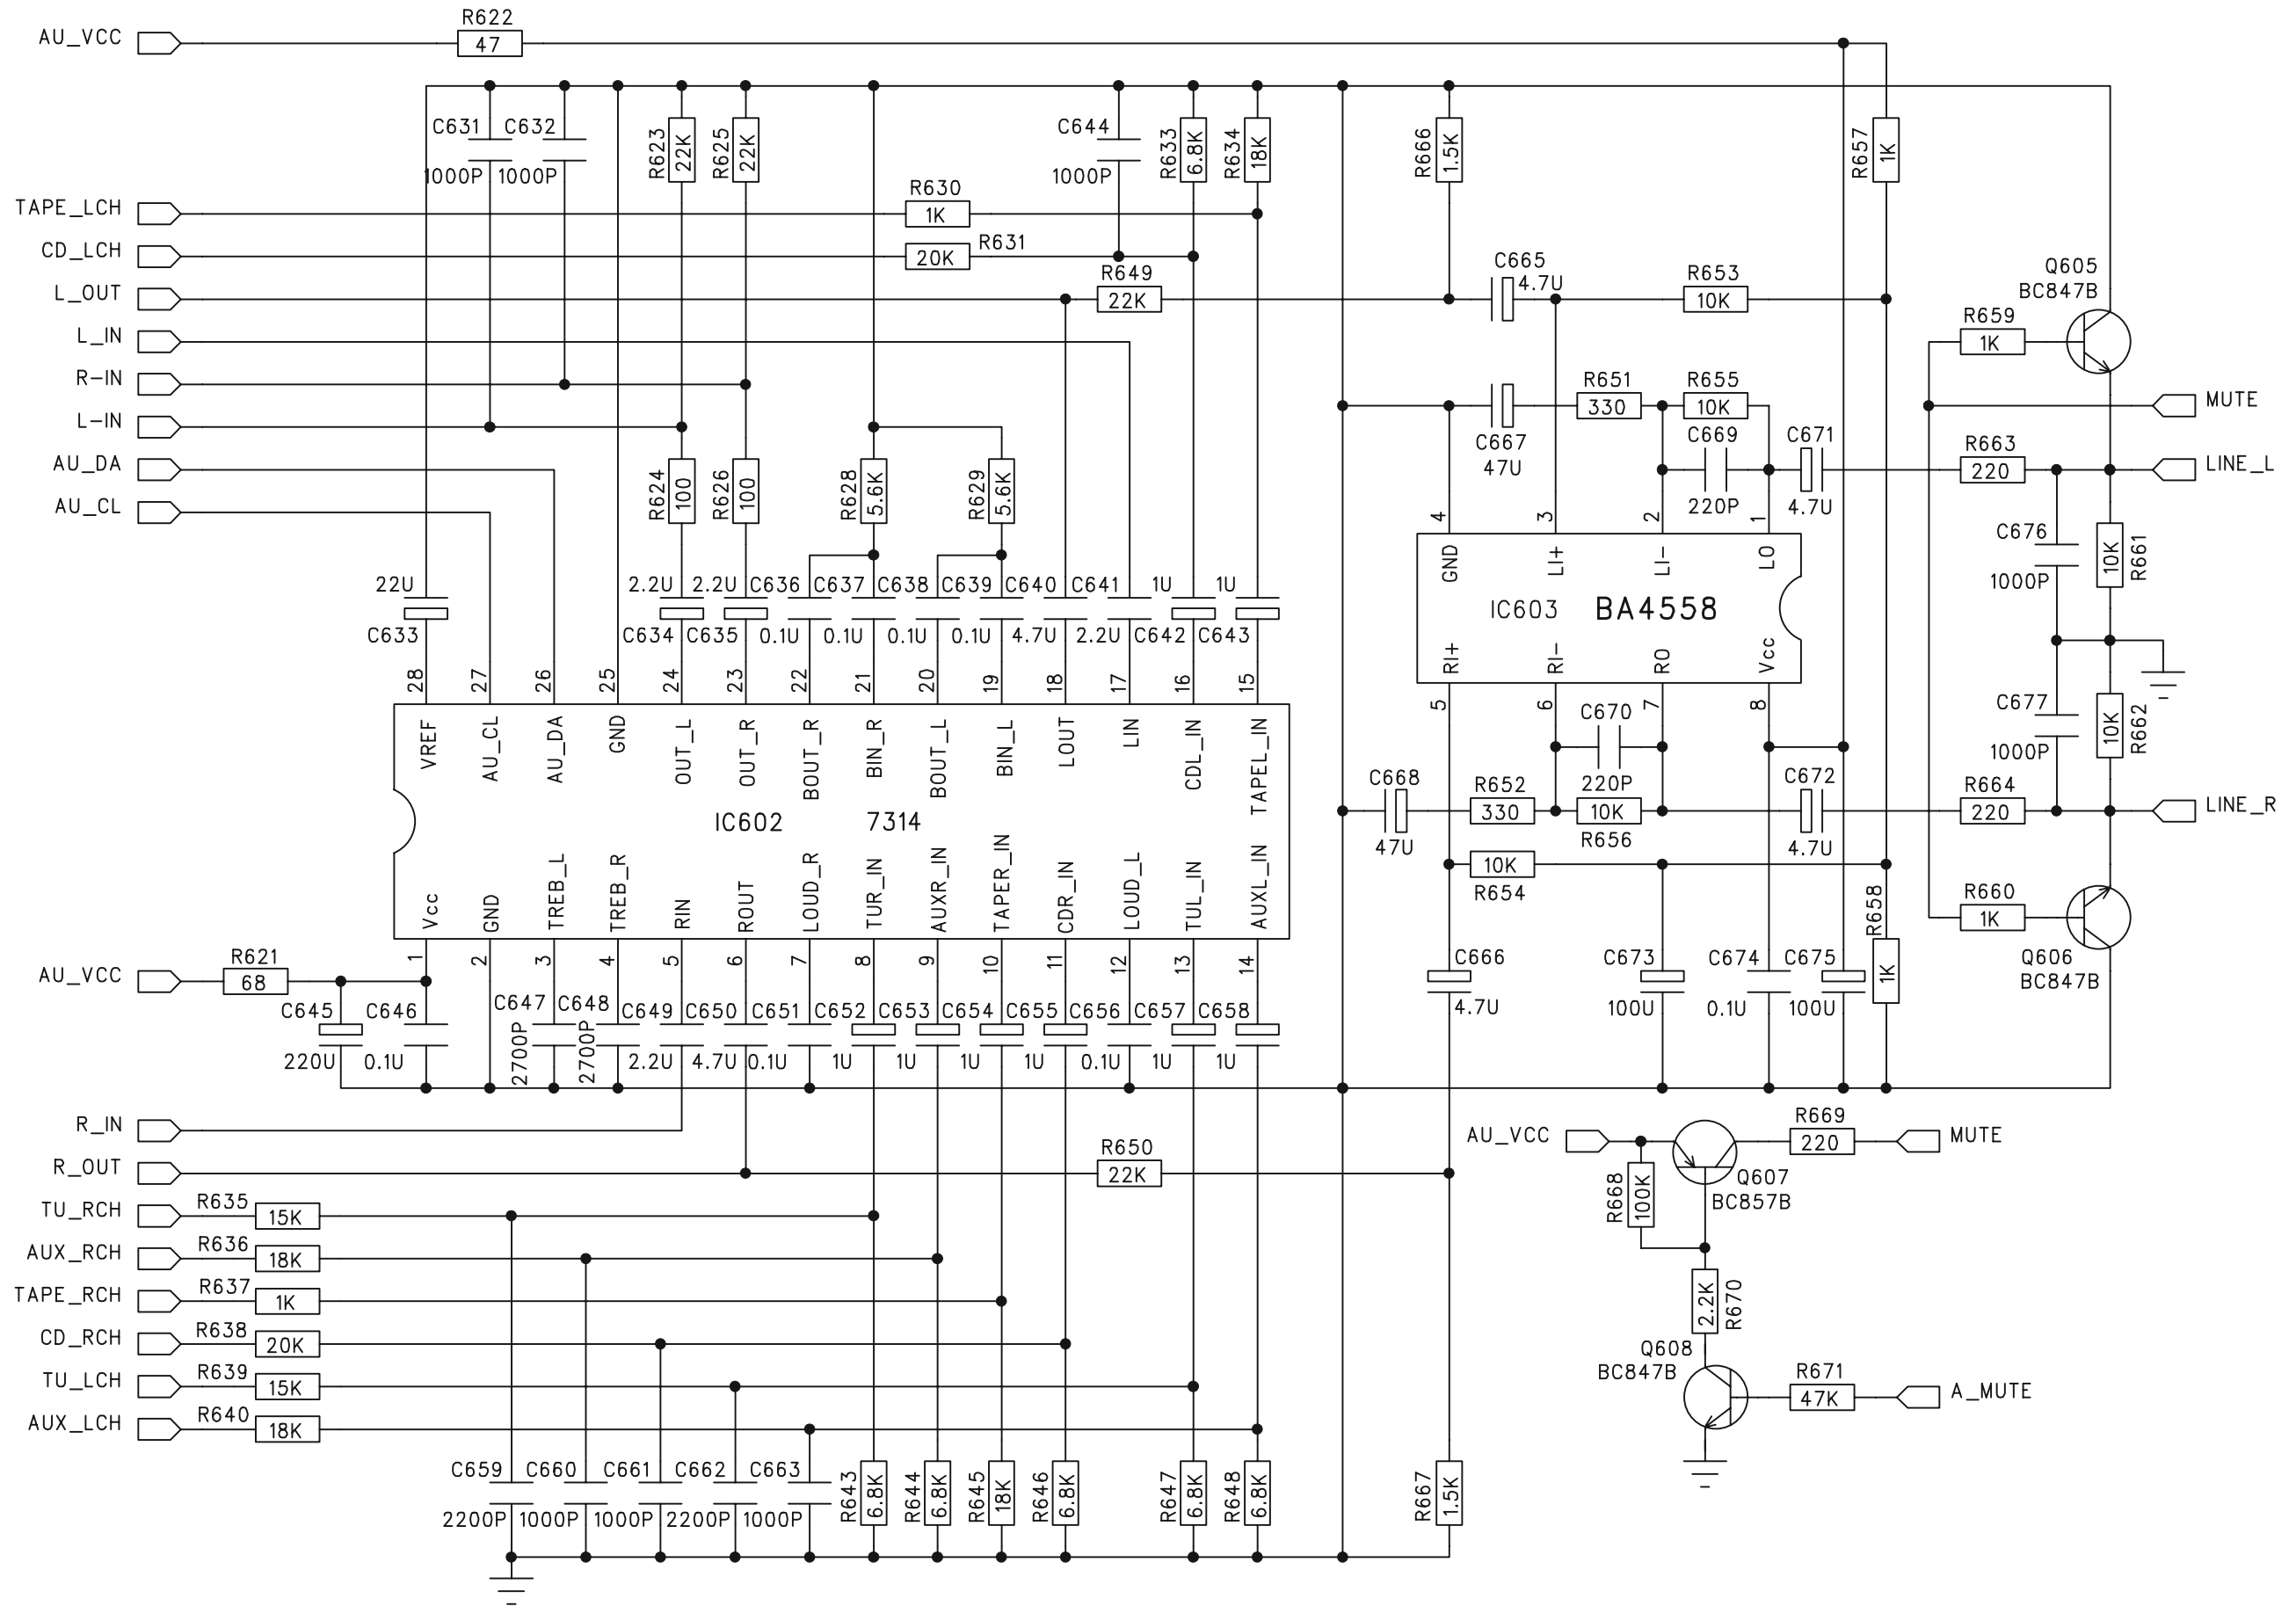 AU_VCC
R622
47
C631
1000P
C632
1000P
R623
22K
R625
22K
C644
1000P
R633
6.8K
R634
18K
R666
1.5K
R657
1K
TAPE_LCH
R630
1K
CD_LCH
20K
R631
L_OUT
R649
22K
C665
4.7U
R653
10K
Q605
BC847B
L_IN
R659
1K
R-IN
C667
47U
R651
330
R655
10K
MUTE
L-IN
C669
220P
C671
4.7U
R663
220
LINE_L
AU_DA
AU_CL
R624
100
R626
100
R628
5.6K
R629
5.6K
4
3
2
1
GND
LI+
LI-
LO
IC603
BA4558
RI+
RI-
RO
Vcc
5
6
7
8
C676
1000P
10K
R661
22U
C633
2.2U
C634
2.2U
C635
C636
0.1U
C637
0.1U
C638
0.1U
C639
0.1U
C640
4.7U
C641
2.2U
1U
C642
1U
C643
28
27
26
25
24
23
22
21
20
19
18
17
16
15
VREF
AU_CL
AU_DA
GND
OUT_L
OUT_R
BOUT_R
BIN_R
BOUT_L
BIN_L
LOUT
LIN
CDL_IN
TAPEL_IN
IC602
7314
C677
1000P
10K
R662
C670
220P
C668
47U
R652
330
10K
R656
C672
4.7U
R664
220
LINE_R
10K
R654
Vcc
GND
TREB_L
TREB_R
RIN
ROUT
LOUD_R
TUR_IN
AUXR_IN
TAPER_IN
CDR_IN
LOUD_L
TUL_IN
AUXL_IN
1
2
3
4
5
6
7
8
9
10
11
12
13
14
R658
1K
R660
1K
Q606
BC847B
AU_VCC
R621
68
C645
220U
C646
0.1U
C647
2700P
C648
2700P
C649
2.2U
C650
4.7U
C651
0.1U
C652
1U
C653
1U
C654
1U
C655
1U
C656
0.1U
C657
1U
C658
1U
C666
4.7U
C673
100U
C674
0.1U
C675
100U
R_IN
R_OUT
R650
22K
AU_VCC
R669
220
MUTE
Q607
BC857B
R668
100K
TU_RCH
R635
15K
AUX_RCH
R636
18K
TAPE_RCH
R637
1K
2.2K
R670
CD_RCH
R638
20K
Q608
BC847B
TU_LCH
R639
15K
R671
47K
A_MUTE
AUX_LCH
R640
18K
C659
2200P
C660
1000P
C661
1000P
C662
2200P
C663
1000P
R643
6.8K
R644
6.8K
R645
18K
R646
6.8K
R647
6.8K
R648
6.8K
R667
1.5K